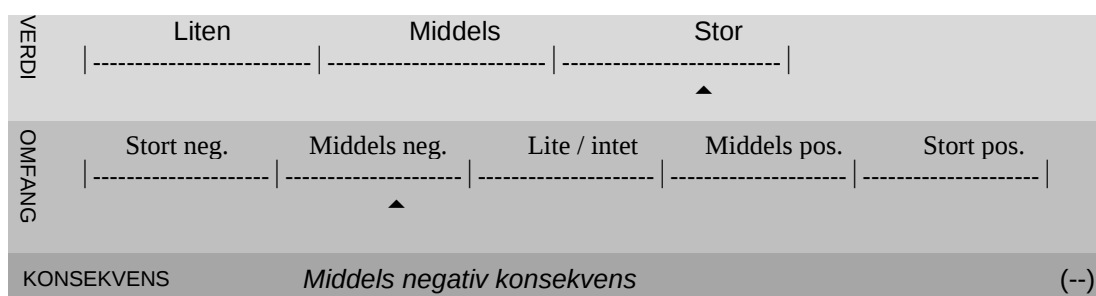 VERDI
Liten Middels Stor
|--------------------------|--------------------------|--------------------------|
OMFANG
Stort neg. Middels neg. Lite / intet Middels pos. Stort pos.
|---------------------|---------------------|---------------------|---------------------|---------------------|
KONSEKVENS Middels negativ konsekvens (--)